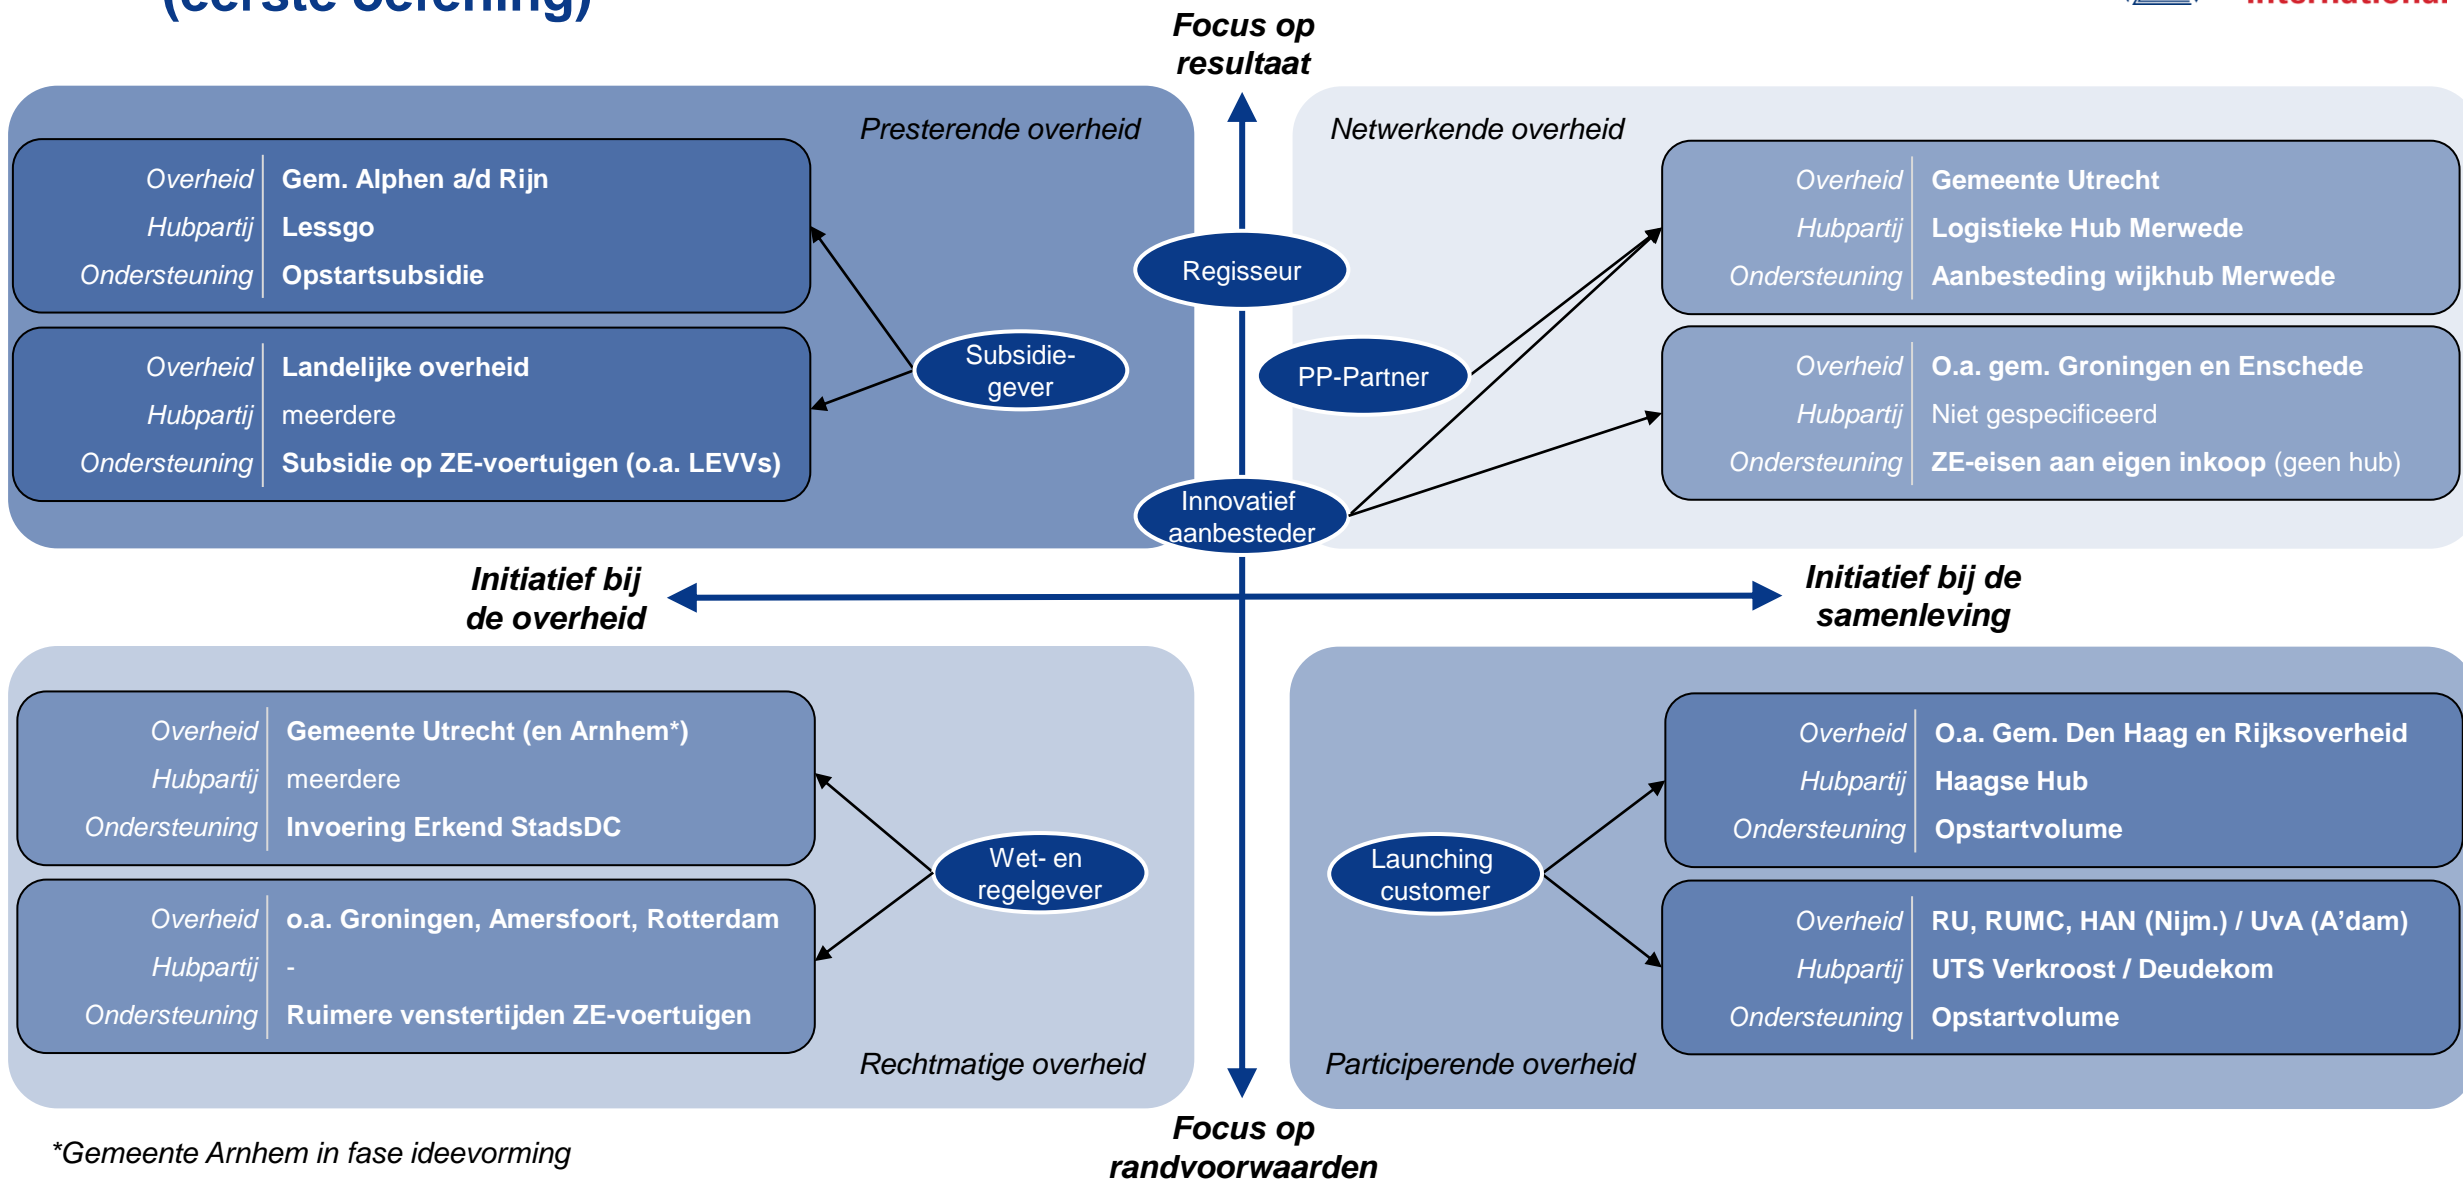 (eerste oefening)
International
Focus op
resultaat
Presterende overheid
Overheid Gem. Alphen a/d Rijn
Hubpartij Lessgo
Ondersteuning Opstartsubsidie
Overheid Landelijke overheid
Hubpartij meerdere
Ondersteuning Subsidie op ZE-voertuigen (o.a. LEVVs)
Subsidie-
gever
Regisseur
Netwerkende overheid
Overheid Gemeente Utrecht
Hubpartij Logistieke Hub Merwede
Ondersteuning Aanbesteding wijkhub Merwede
PP-Partner
Overheid O.a. gem. Groningen en Enschede
Hubpartij Niet gespecificeerd
Ondersteuning ZE-eisen aan eigen inkoop (geen hub)
Innovatief
aanbesteder
Initiatief bij
de overheid
Initiatief bij de
samenleving
Overheid Gemeente Utrecht (en Arnhem*)
Hubpartij meerdere
Ondersteuning Invoering Erkend StadsDC
Overheid o.a. Groningen, Amersfoort, Rotterdam
Hubpartij -
Ondersteuning Ruimere venstertijden ZE-voertuigen
Wet- en
regelgever
Rechtmatige overheid
Launching
customer
Overheid O.a. Gem. Den Haag en Rijksoverheid
Hubpartij Haagse Hub
Ondersteuning Opstartvolume
Overheid RU, RUMC, HAN (Nijm.) / UvA (A’dam)
Hubpartij UTS Verkroost / Deudekom
Ondersteuning Opstartvolume
Participerende overheid
Focus op
randvoorwaarden
*Gemeente Arnhem in fase ideevorming